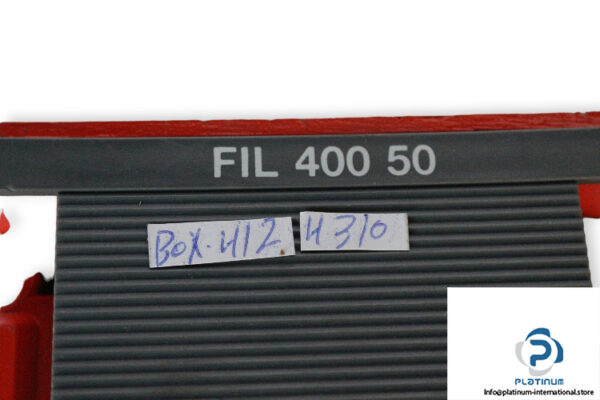 FIL 400 50
BOX-412 4310
PLATINUM
Info@platinum-international.store